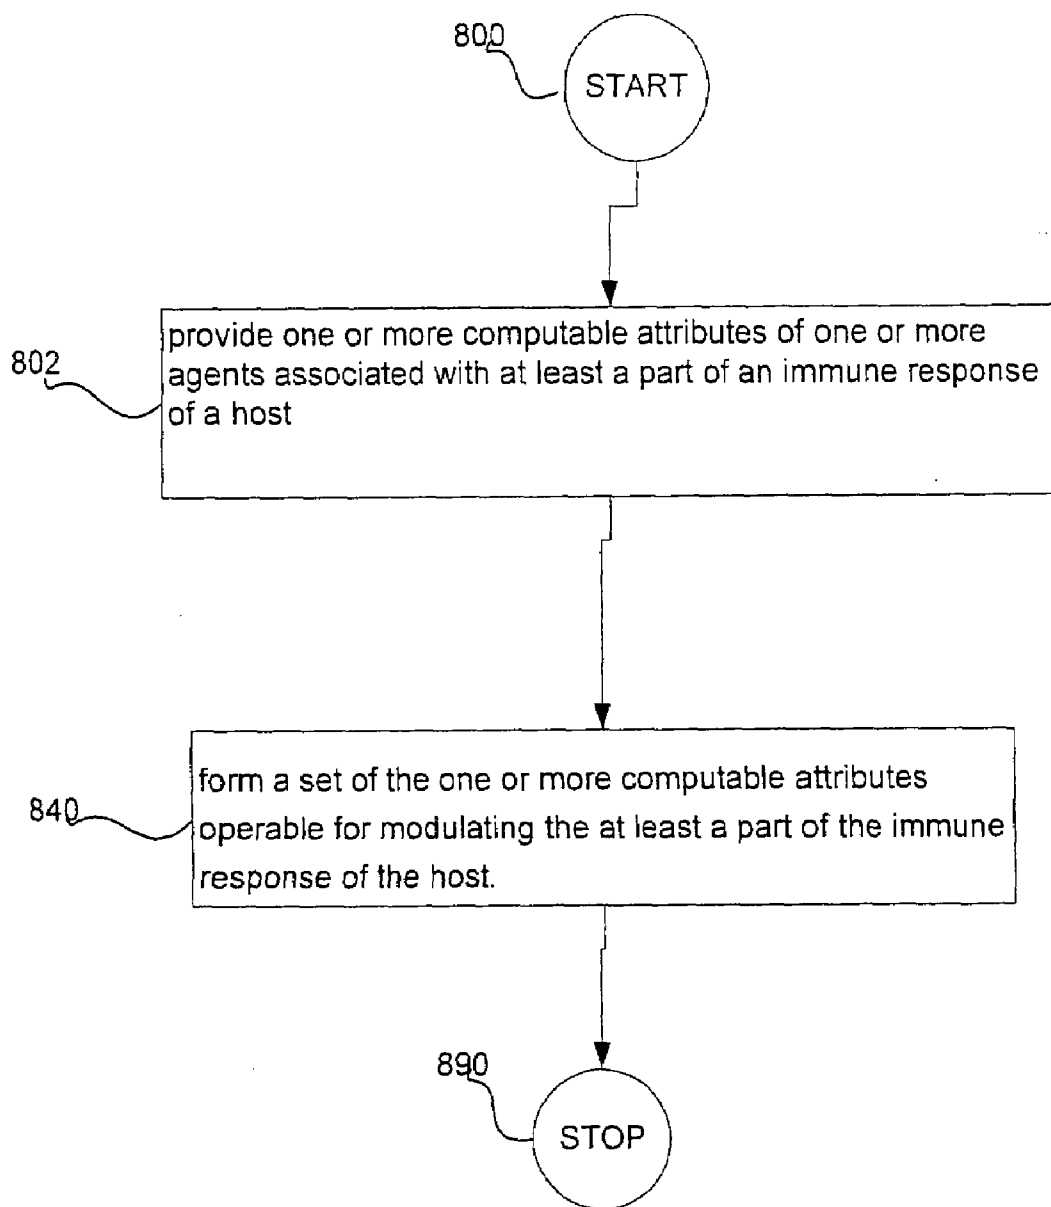 800
START
802
provide one or more computable attributes of one or more
agents associated with at least a part of an immune response
of a host
840
form a set of the one or more computable attributes
operable for modulating the at least a part of the immune
response of the host.
890
STOP